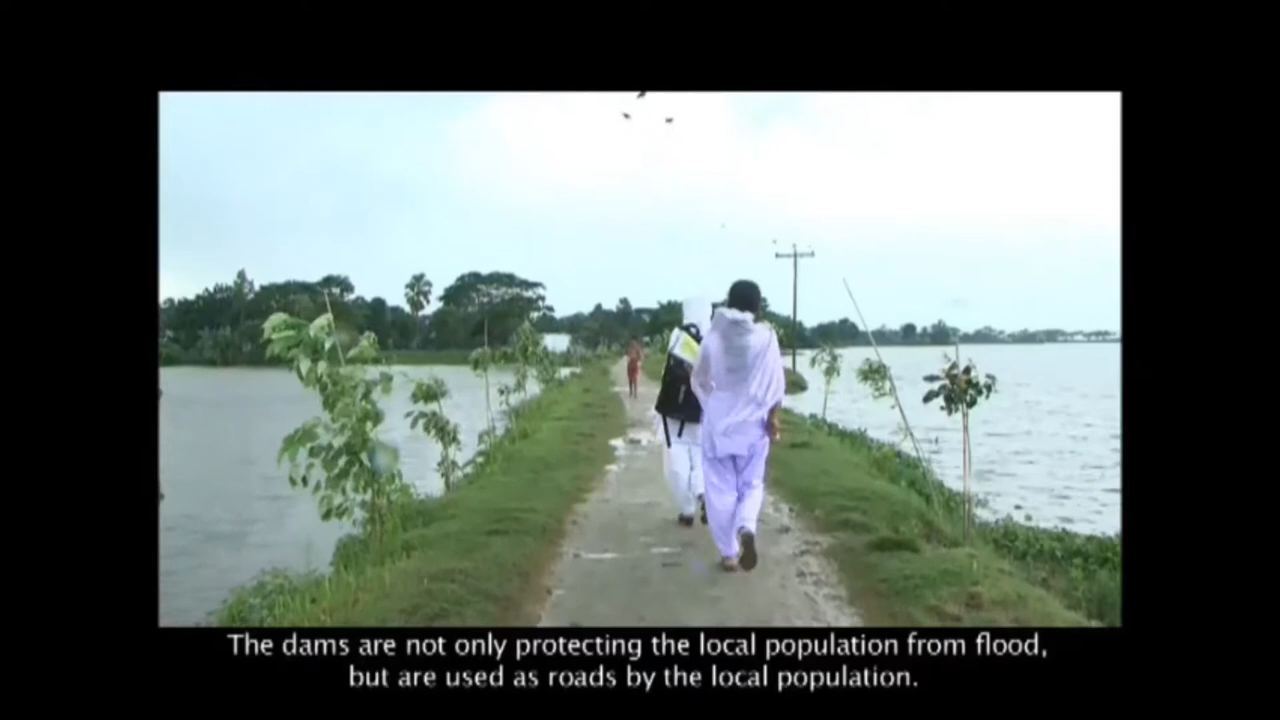 The dams are not only protecting the local population from flood,
but are used as roads by the local population.